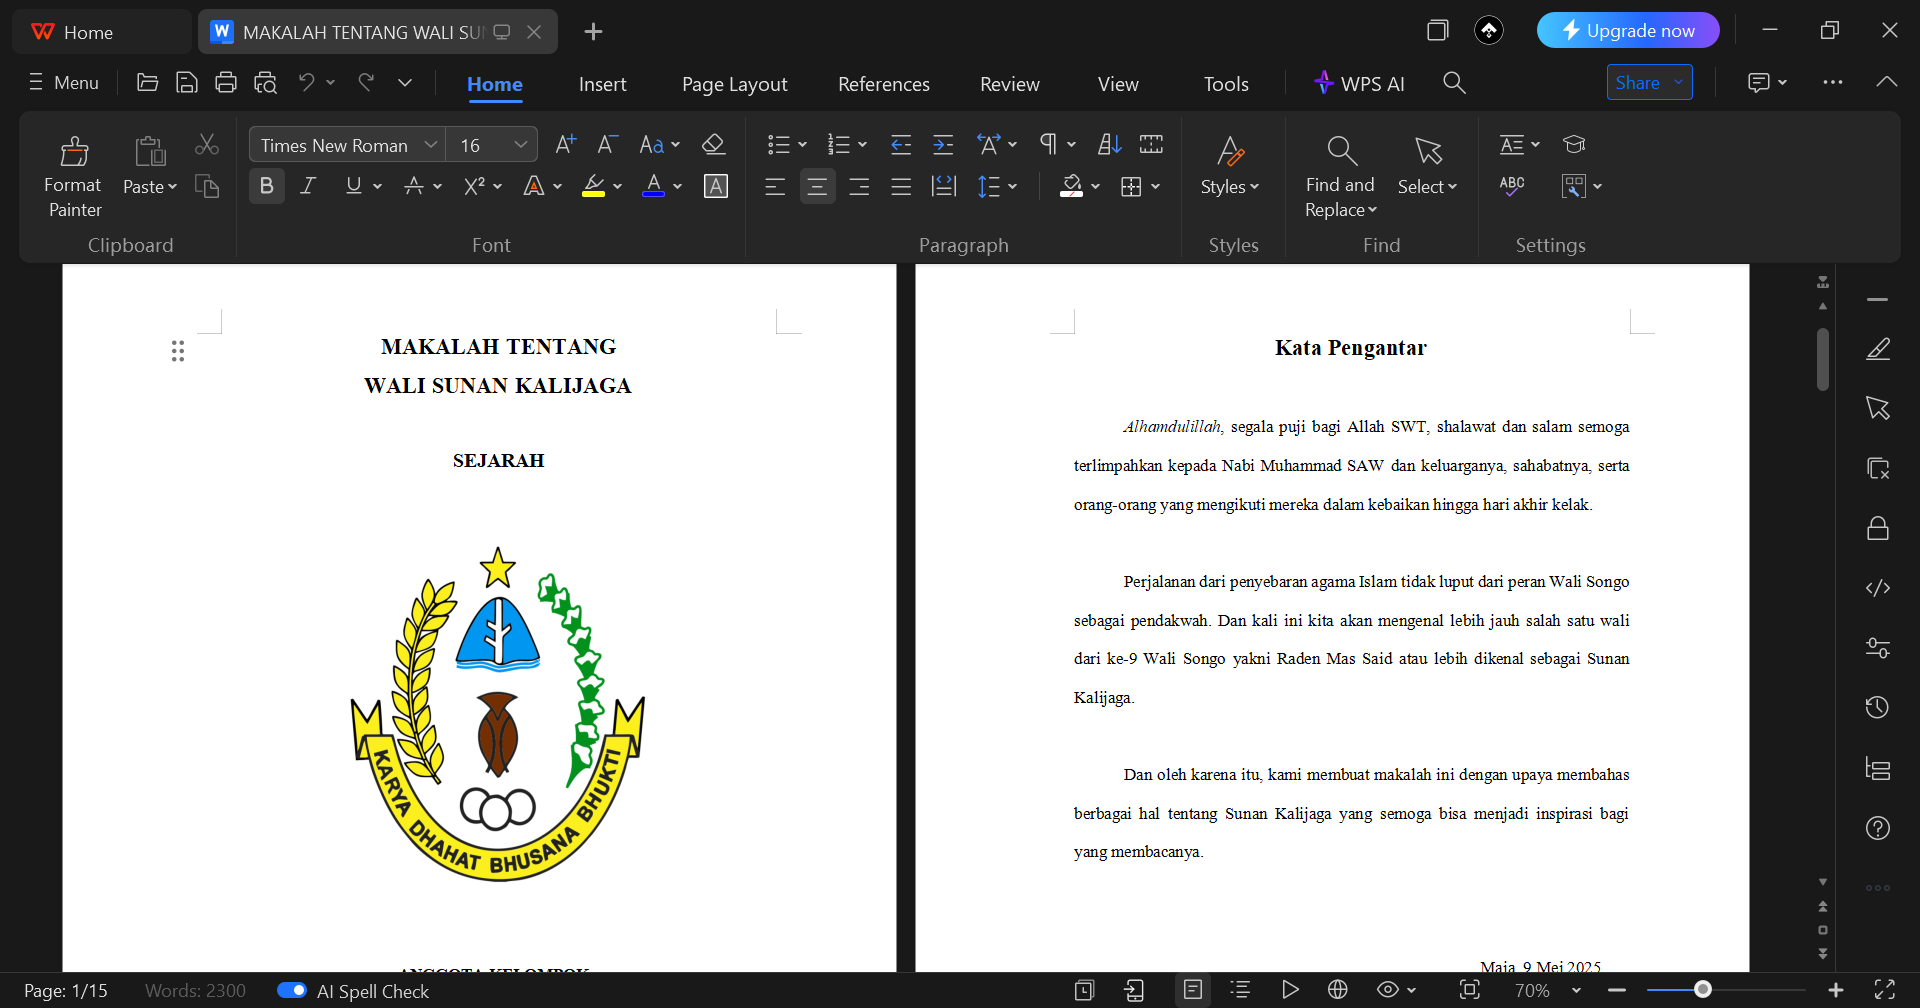 Home
MAKALAH TENTANG WALI SUN
Upgrade now
Menu
Home
Insert
Page Layout
References
Review
View
Tools
WPS AI
Share
Format
Painter
Paste
Clipboard
Times New Roman
16
Font
Paragraph
Styles
Styles
Find and
Replace
Select
Find
ABC
Settings
MAKALAH TENTANG
WALI SUNAN KALIJAGA
SEJARAH
KARYA DHAHAT BHUSANA BHUKTI
ANGGOTA KELOMPOK
Kata Pengantar
Alhamdulillah, segala puji bagi Allah SWT, shalawat dan salam semoga
terlimpahkan kepada Nabi Muhammad SAW dan keluarganya, sahabatnya, serta
orang-orang yang mengikuti mereka dalam kebaikan hingga hari akhir kelak.
Perjalanan dari penyebaran agama Islam tidak luput dari peran Wali Songo
sebagai pendakwah. Dan kali ini kita akan mengenal lebih jauh salah satu wali
dari ke-9 Wali Songo yakni Raden Mas Said atau lebih dikenal sebagai Sunan
Kalijaga.
Dan oleh karena itu, kami membuat makalah ini dengan upaya membahas
berbagai hal tentang Sunan Kalijaga yang semoga bisa menjadi inspirasi bagi
yang membacanya.
Maja, 9 Mei 2025
Page: 1/15
Words: 2300
AI Spell Check
70%